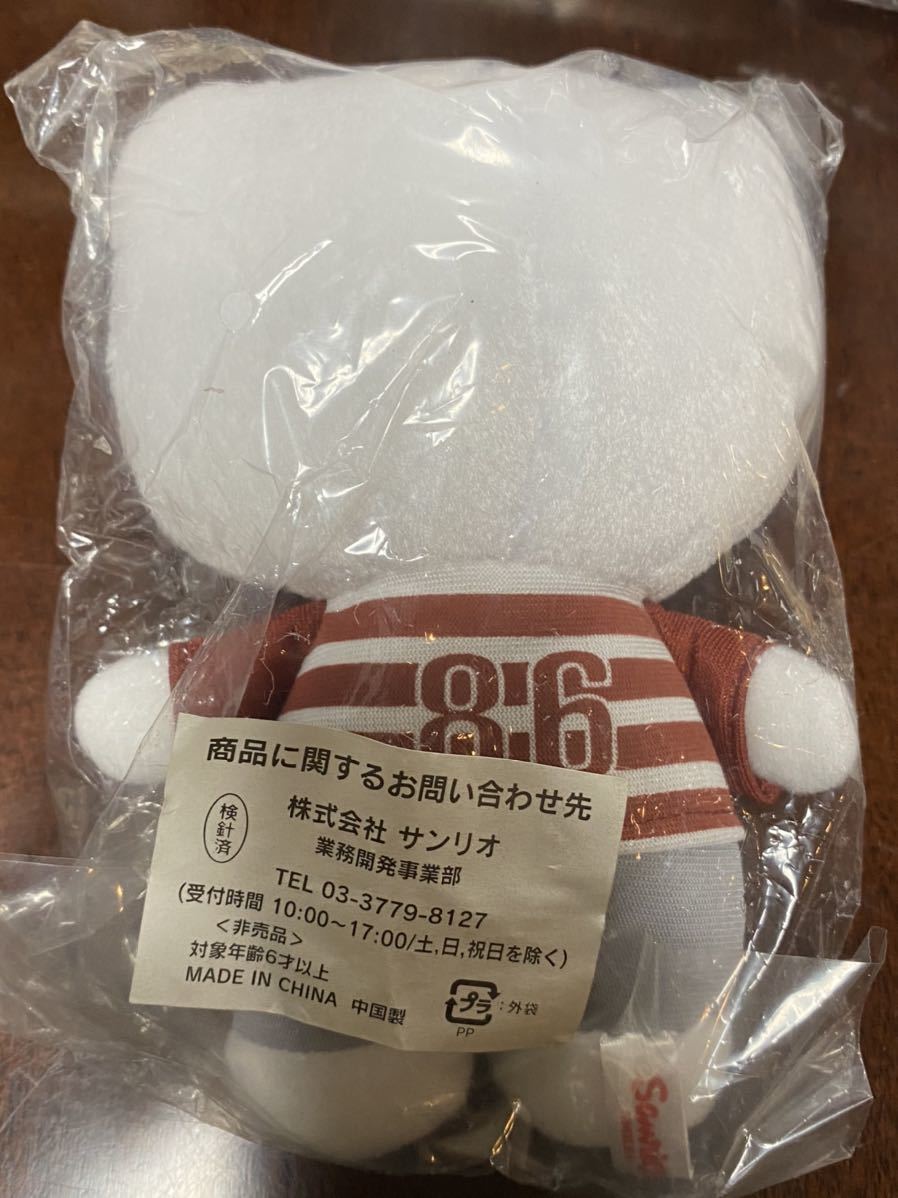 8:6
商品に関するお問い合わせ先
検針済
株式会社 サンリオ
業務開発事業部
TEL 03-3779-8127
(受付時間 10:00〜17:00/土,日,祝日を除く)
<非売品>
対象年齢6才以上
MADE IN CHINA 中国製
プラ:外袋
PP
Sanrio